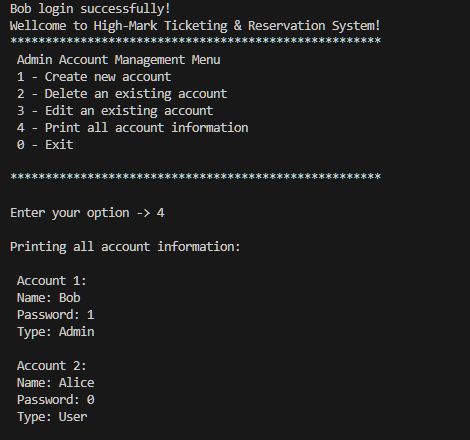 Bob login successfully!
Wellcome to High-Mark Ticketing & Reservation System!
*****************************************************
Admin Account Management Menu
1 - Create new account
2 - Delete an existing account
3 - Edit an existing account
4 - Print all account information
0 - Exit
*****************************************************
Enter your option -> 4
Printing all account information:
Account 1:
Name: Bob
Password: 1
Type: Admin
Account 2:
Name: Alice
Password: 0
Type: User